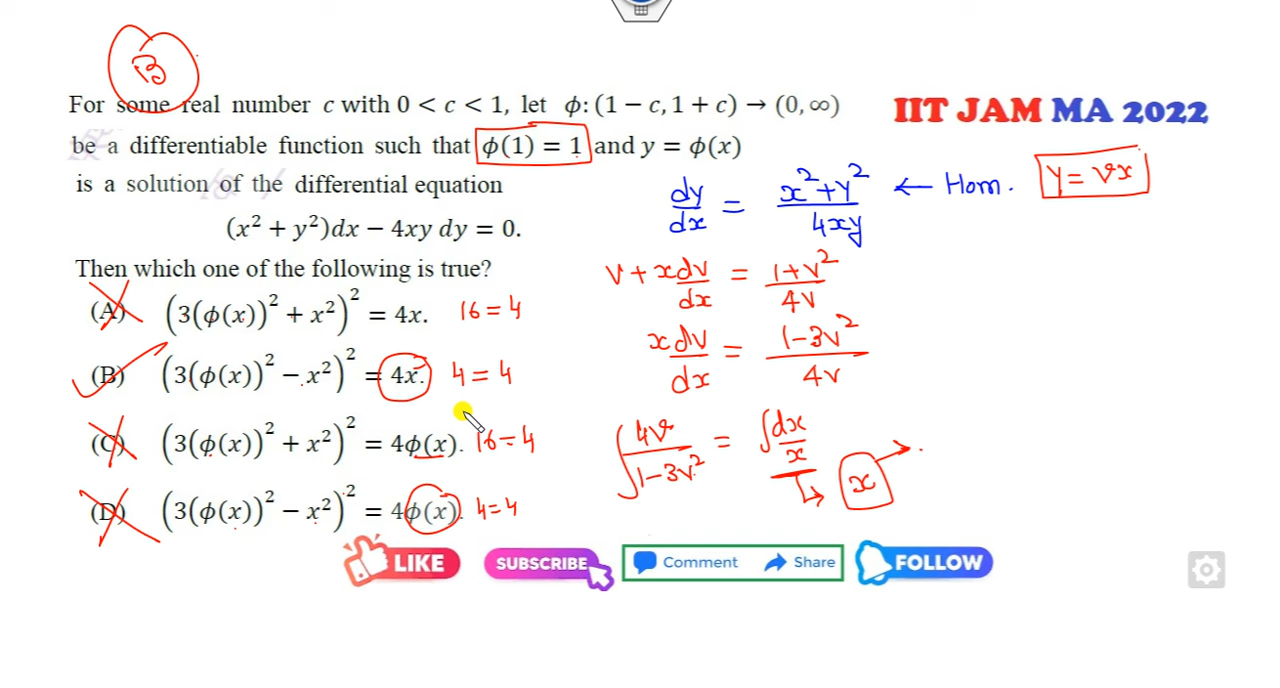 B
For some real number c with 0 < c < 1, let ϕ: (1 − c, 1 + c) → (0, ∞)
be a differentiable function such that ϕ(1) = 1 and y = ϕ(x)
is a solution of the differential equation
(x² + y²)dx − 4xy dy = 0.
Then which one of the following is true?
(A) (3(ϕ(x))² + x²)² = 4x. 16 = 4
(B) (3(ϕ(x))² − x²)² = 4x. 4 = 4
(C) (3(ϕ(x))² + x²)² = 4ϕ(x). 16 = 4
(D) (3(ϕ(x))² − x²)² = 4ϕ(x). 4 = 4
IIT JAM MA 2022
dy/dx = x² + y² / 4xy ← Hom. y = vx
v + x dv/dx = 1 + v² / 4v
x dv/dx = 1 − 3v² / 4v
∫ 4v / 1 − 3v² = ∫ dx/x
x
LIKE SUBSCRIBE Comment Share FOLLOW